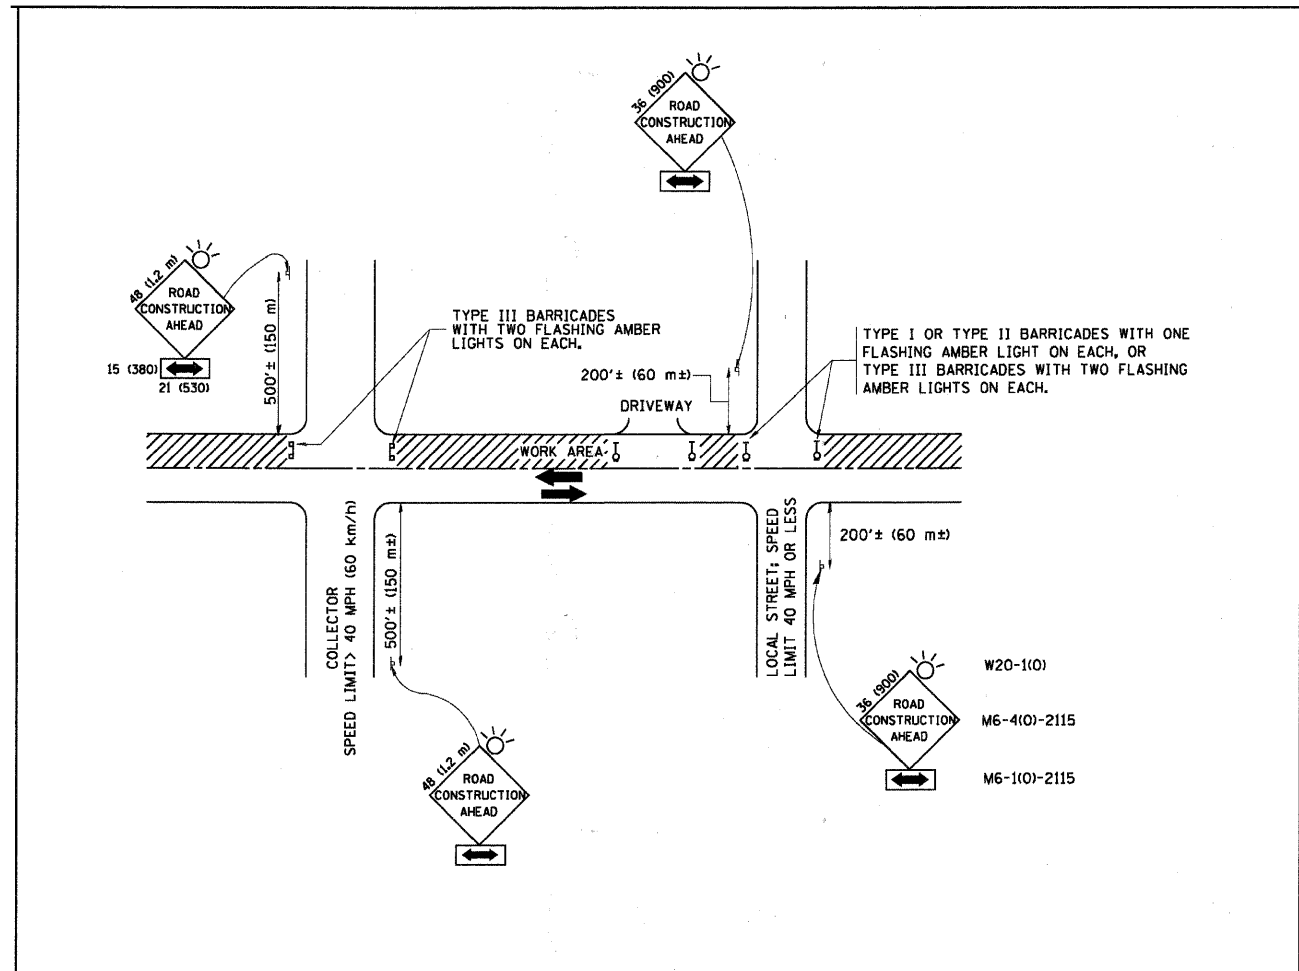 36 (900)
ROAD
CONSTRUCTION
AHEAD
48 (1.2 m)
ROAD
CONSTRUCTION
AHEAD
15 (380)
21 (530)
500'± (150 m)
TYPE III BARRICADES
WITH TWO FLASHING AMBER
LIGHTS ON EACH.
200'± (60 m±)
DRIVEWAY
TYPE I OR TYPE II BARRICADES WITH ONE
FLASHING AMBER LIGHT ON EACH, OR
TYPE III BARRICADES WITH TWO FLASHING
AMBER LIGHTS ON EACH.
WORK AREA
COLLECTOR
SPEED LIMIT> 40 MPH (60 km/h)
500'± (150 m±)
LOCAL STREET; SPEED
LIMIT 40 MPH OR LESS
200'± (60 m±)
48 (1.2 m)
ROAD
CONSTRUCTION
AHEAD
36 (900)
ROAD
CONSTRUCTION
AHEAD
W20-1(O)
M6-4(O)-2115
M6-1(O)-2115